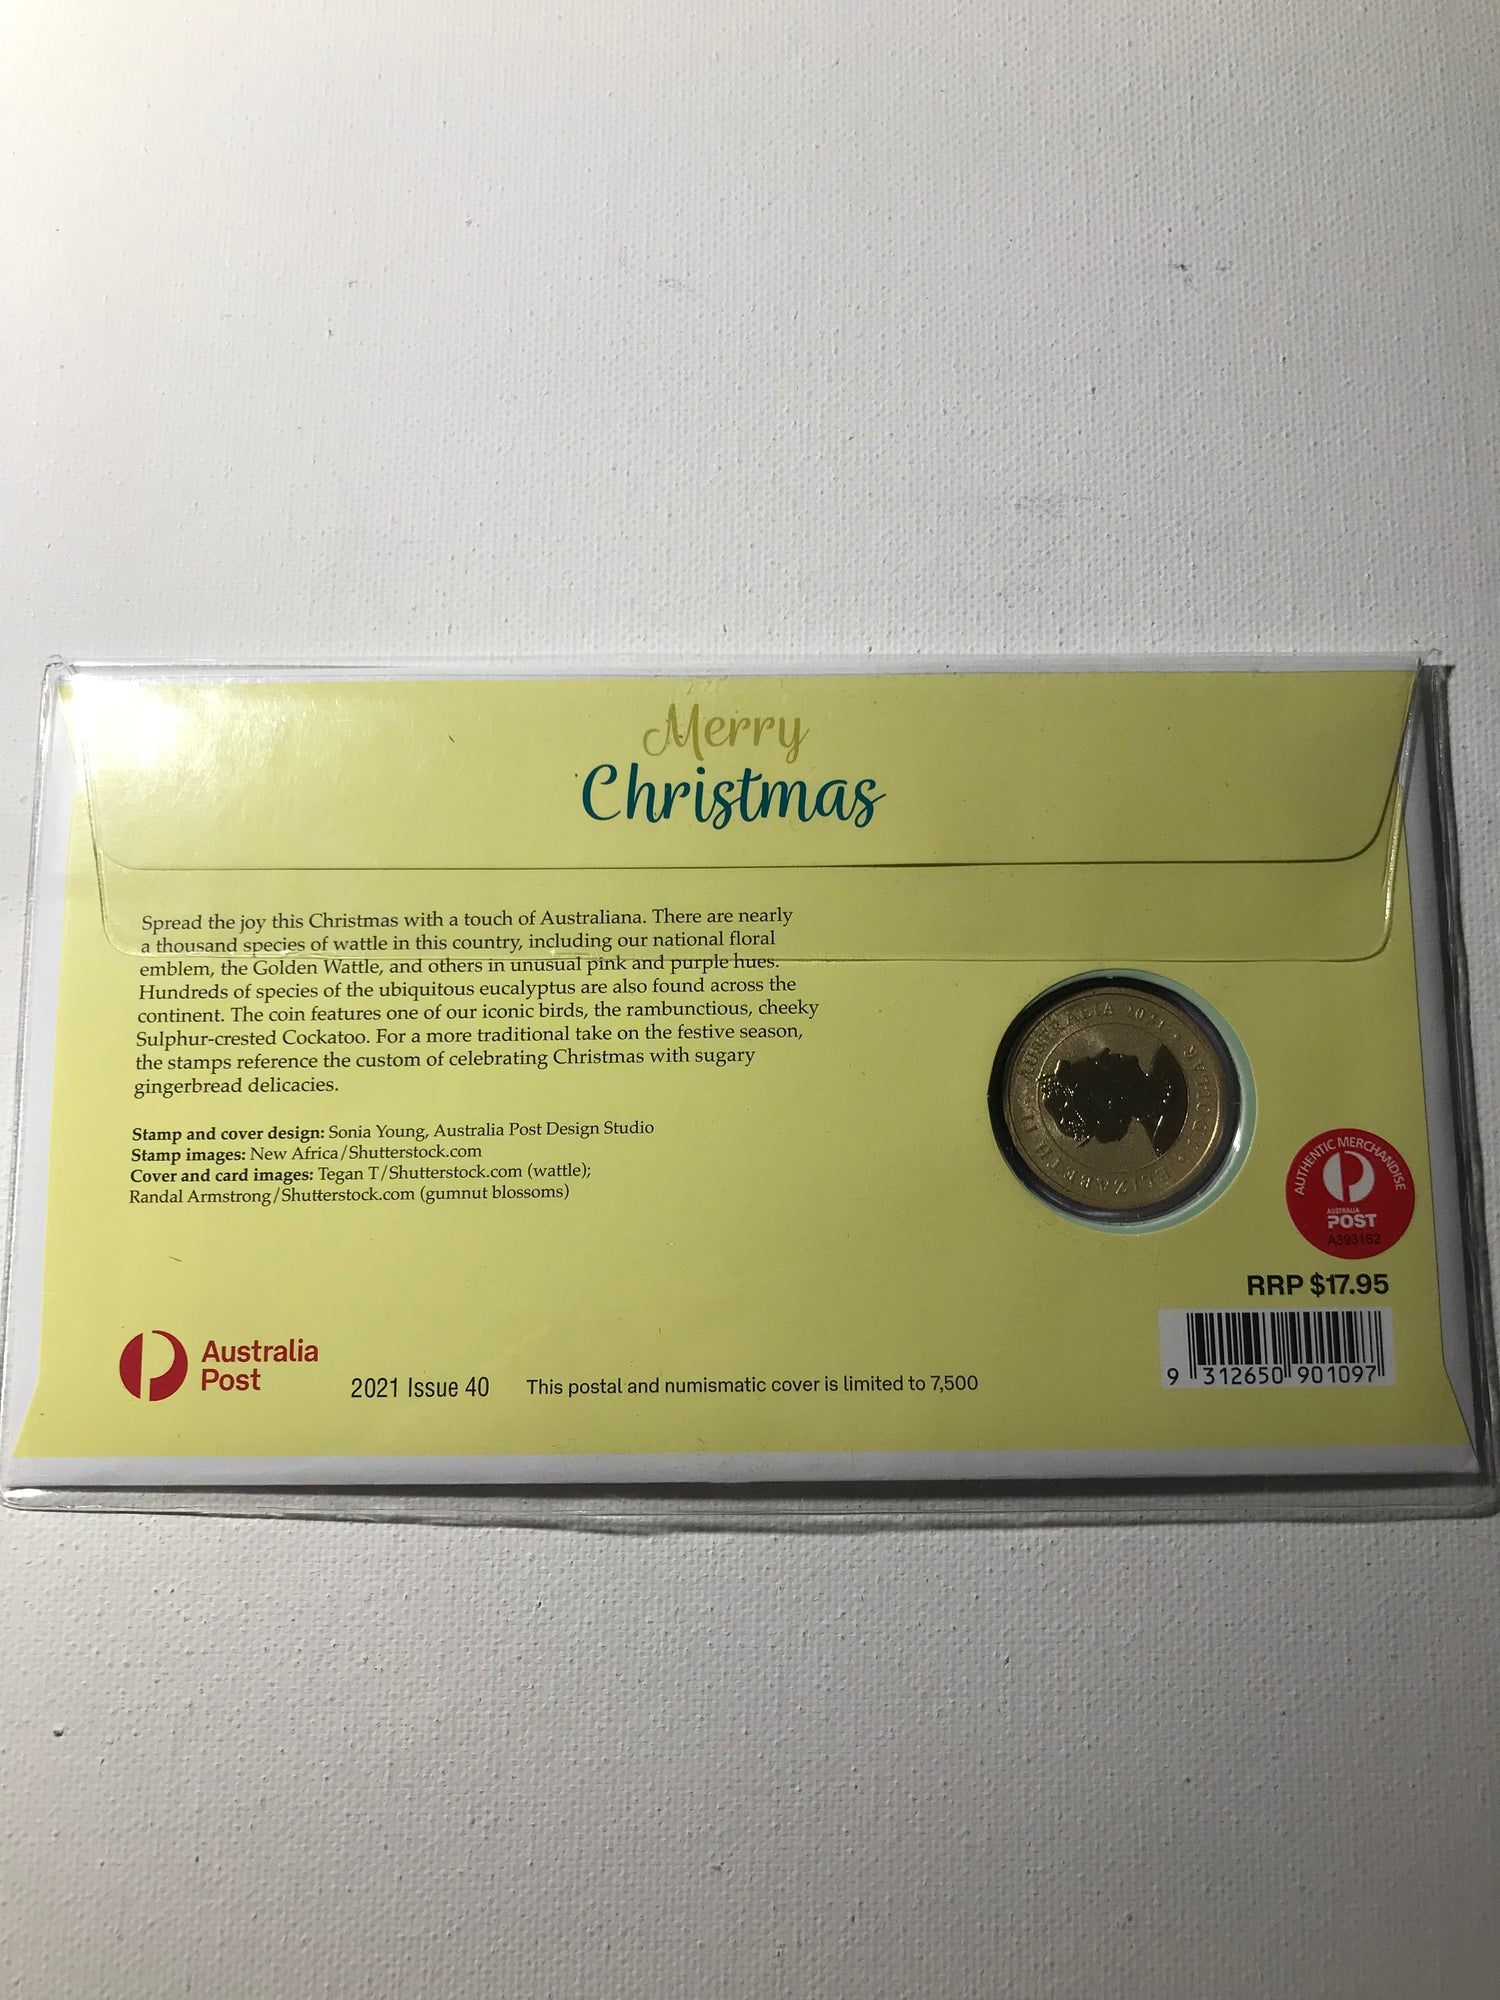 Merry
Christmas
Spread the joy this Christmas with a touch of Australiana. There are nearly
a thousand species of wattle in this country, including our national floral
emblem, the Golden Wattle, and others in unusual pink and purple hues.
Hundreds of species of the ubiquitous eucalyptus are also found across the
continent. The coin features one of our iconic birds, the rambunctious, cheeky
Sulphur-crested Cockatoo. For a more traditional take on the festive season,
the stamps reference the custom of celebrating Christmas with sugary
gingerbread delicacies.
Stamp and cover design: Sonia Young, Australia Post Design Studio
Stamp images: New Africa/Shutterstock.com
Cover and card images: Tegan T/Shutterstock.com (wattle);
Randal Armstrong/Shutterstock.com (gumnut blossoms)
ELIZABETH II AUSTRALIA 2021
1 DOLLAR
AUTHENTIC MERCHANDISE
AUSTRALIA
POST
A393162
RRP $17.95
9 312650 901097
Australia
Post
2021 Issue 40
This postal and numismatic cover is limited to 7,500